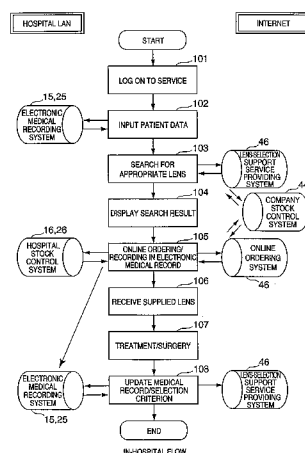 HOSPITAL LAN
INTERNET
START
101
LOG ON TO SERVICE
15,25
102
ELECTRONIC
MEDICAL
RECORDING
SYSTEM
INPUT PATIENT DATA
103
46
SEARCH FOR
APPROPRIATE LENS
LENS-SELECTION
SUPPORT
SERVICE
PROVIDING
SYSTEM
104
44
DISPLAY SEARCH RESULT
COMPANY
STOCK
CONTROL
SYSTEM
16,26
105
HOSPITAL
STOCK
CONTROL
SYSTEM
ONLINE ORDERING/
RECORDING IN ELECTRONIC
MEDICAL RECORD
ONLINE
ORDERING
SYSTEM
106
46
RECEIVE SUPPLIED LENS
107
TREATMENT/SURGERY
108
46
ELECTRONIC
MEDICAL
RECORDING
SYSTEM
UPDATE MEDICAL
RECORD/SELECTION
CRITERION
LENS-SELECTION
SUPPORT
SERVICE
PROVIDING
SYSTEM
15,25
END
IN-HOSPITAL FLOW